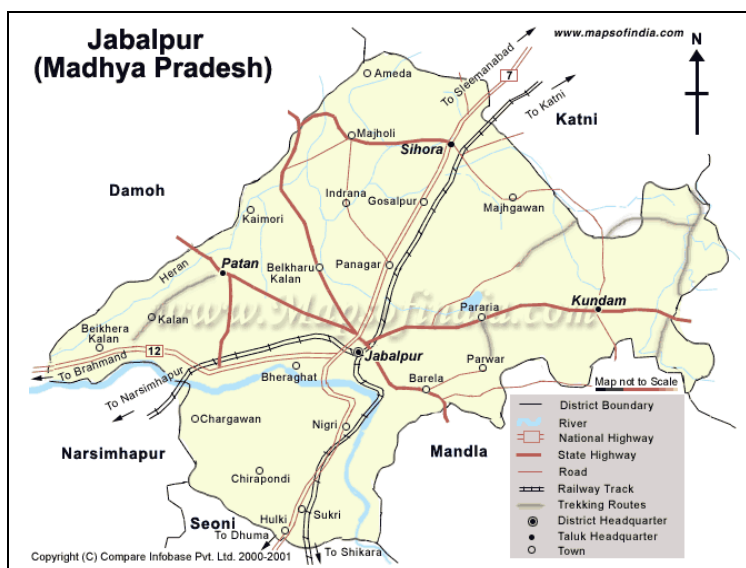 Jabalpur
(Madhya Pradesh)
www.mapsofindia.com
N
Ameda
To Sleemanabad
7
To Katni
Katni
Majholi
Sihora
Damoh
Indrana
Gosalpur
Majhgawan
Kaimori
Heran
Patan
Belkharu
Kalan
Panagar
www.Mapsofindia.com
Kalan
Pararia
Kundam
Beikhera
Kalan
12
To Brahmand
Jabalpur
To Narsimhapur
Bheraghat
Parwar
Barela
Map not to Scale
Chargawan
Nigri
Narsimhapur
Mandla
Chirapondi
Seoni
Hulki
Sukri
To Dhuma
To Shikara
District Boundary
River
National Highway
State Highway
Road
Railway Track
Trekking Routes
District Headquarter
Taluk Headquarter
Town
Copyright (C) Compare Infobase Pvt. Ltd. 2000-2001